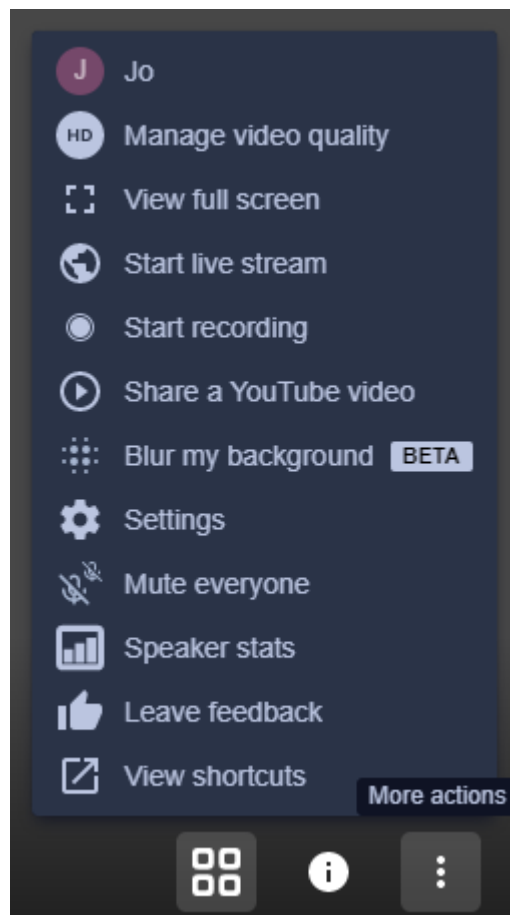 J Jo
HD Manage video quality
View full screen
Start live stream
Start recording
Share a YouTube video
Blur my background BETA
Settings
Mute everyone
Speaker stats
Leave feedback
View shortcuts
More actions